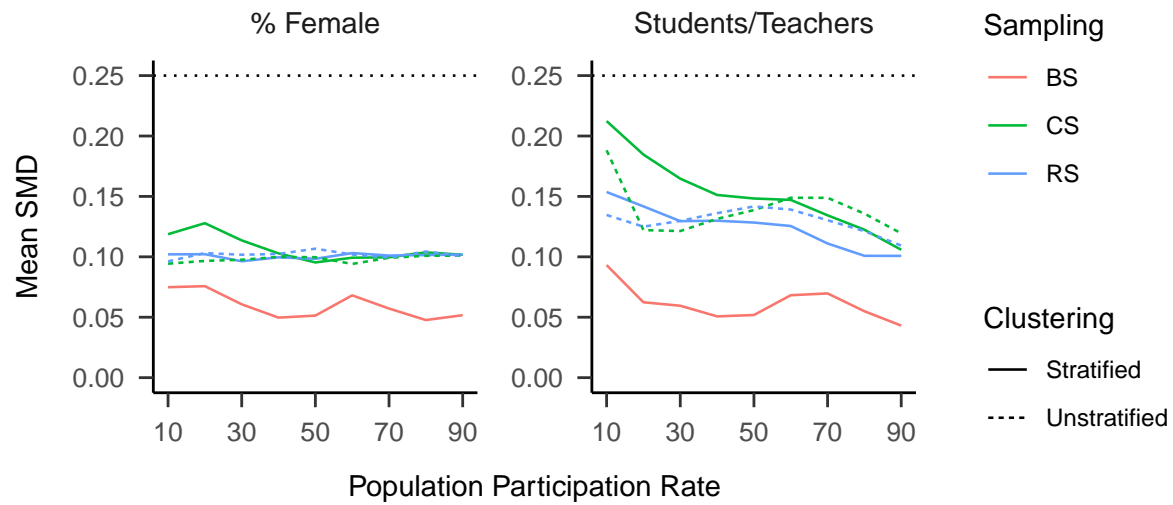 % Female
Students/Teachers
Mean SMD
0.25
0.20
0.15
0.10
0.05
0.00
10 30 50 70 90
0.25
0.20
0.15
0.10
0.05
0.00
10 30 50 70 90
Population Participation Rate
Sampling
BS
CS
RS
Clustering
Stratified
Unstratified